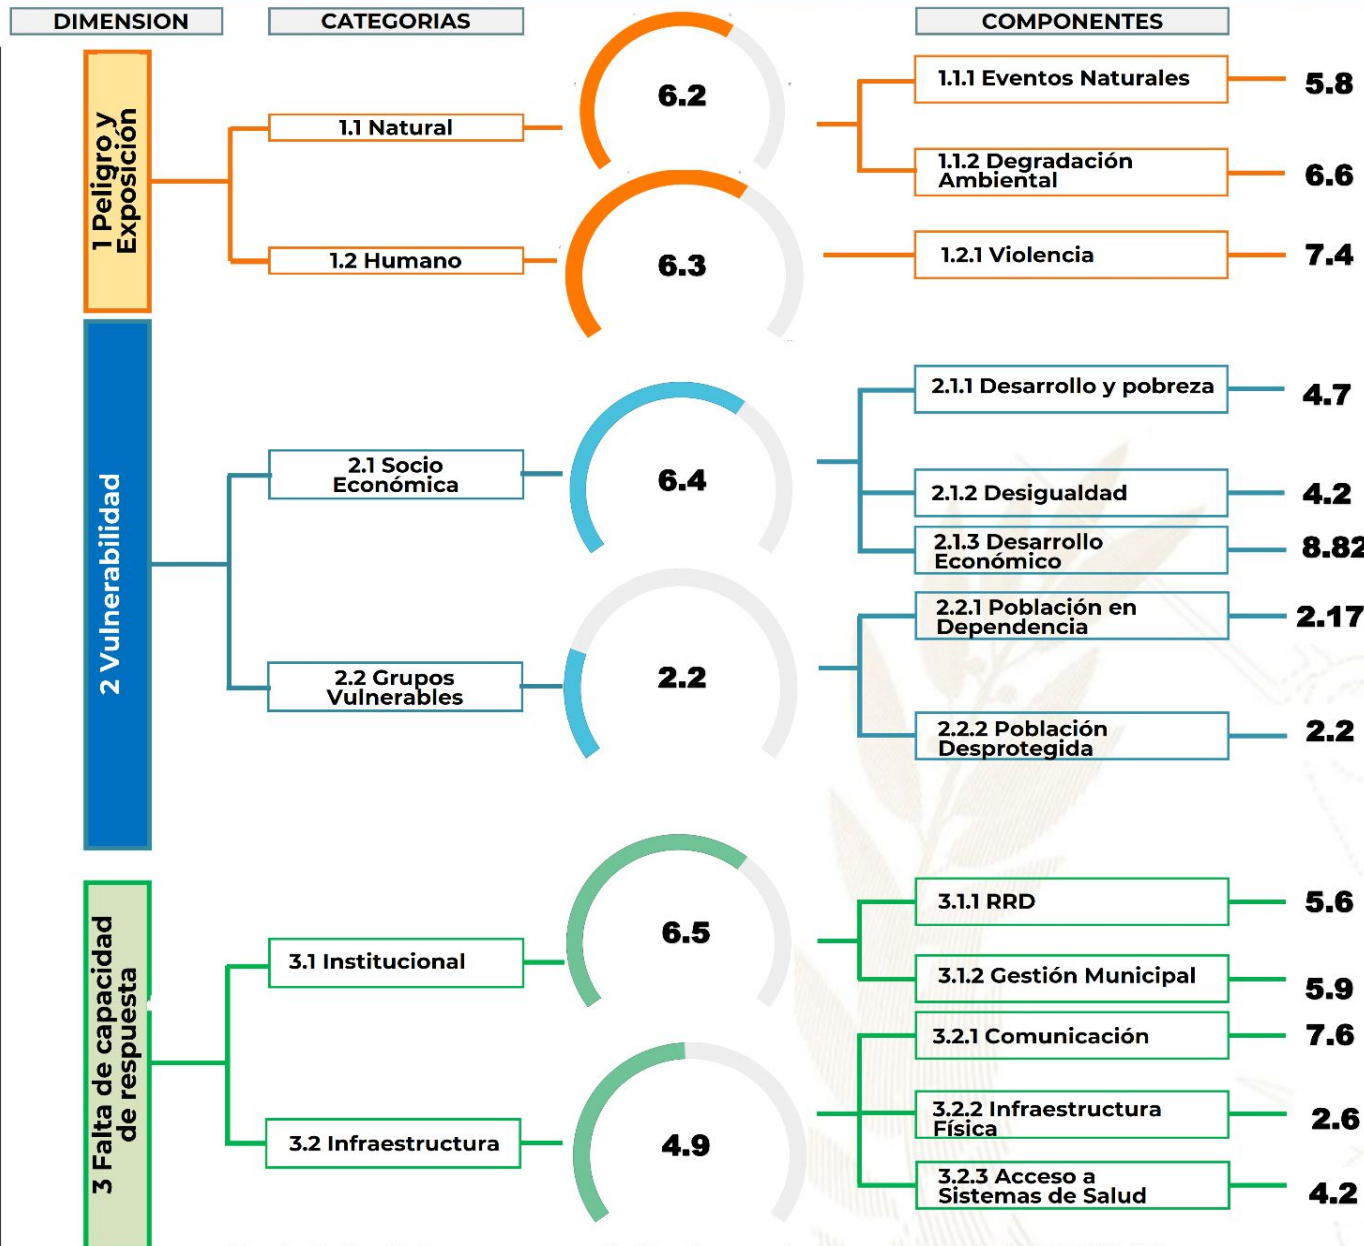 DIMENSION
CATEGORIAS
COMPONENTES
1 Peligro y
Exposición
1.1 Natural
6.2
1.1.1 Eventos Naturales
5.8
1.1.2 Degradación
Ambiental
6.6
1.2 Humano
6.3
1.2.1 Violencia
7.4
2 Vulnerabilidad
2.1 Socio
Económica
6.4
2.1.1 Desarrollo y pobreza
4.7
2.1.2 Desigualdad
4.2
2.1.3 Desarrollo
Económico
8.82
2.2 Grupos
Vulnerables
2.2
2.2.1 Población en
Dependencia
2.17
2.2.2 Población
Desprotegida
2.2
3 Falta de capacidad
de respuesta
3.1 Institucional
6.5
3.1.1 RRD
5.6
3.1.2 Gestión Municipal
5.9
3.2 Infraestructura
4.9
3.2.1 Comunicación
7.6
3.2.2 Infraestructura
Física
2.6
3.2.3 Acceso a
Sistemas de Salud
4.2